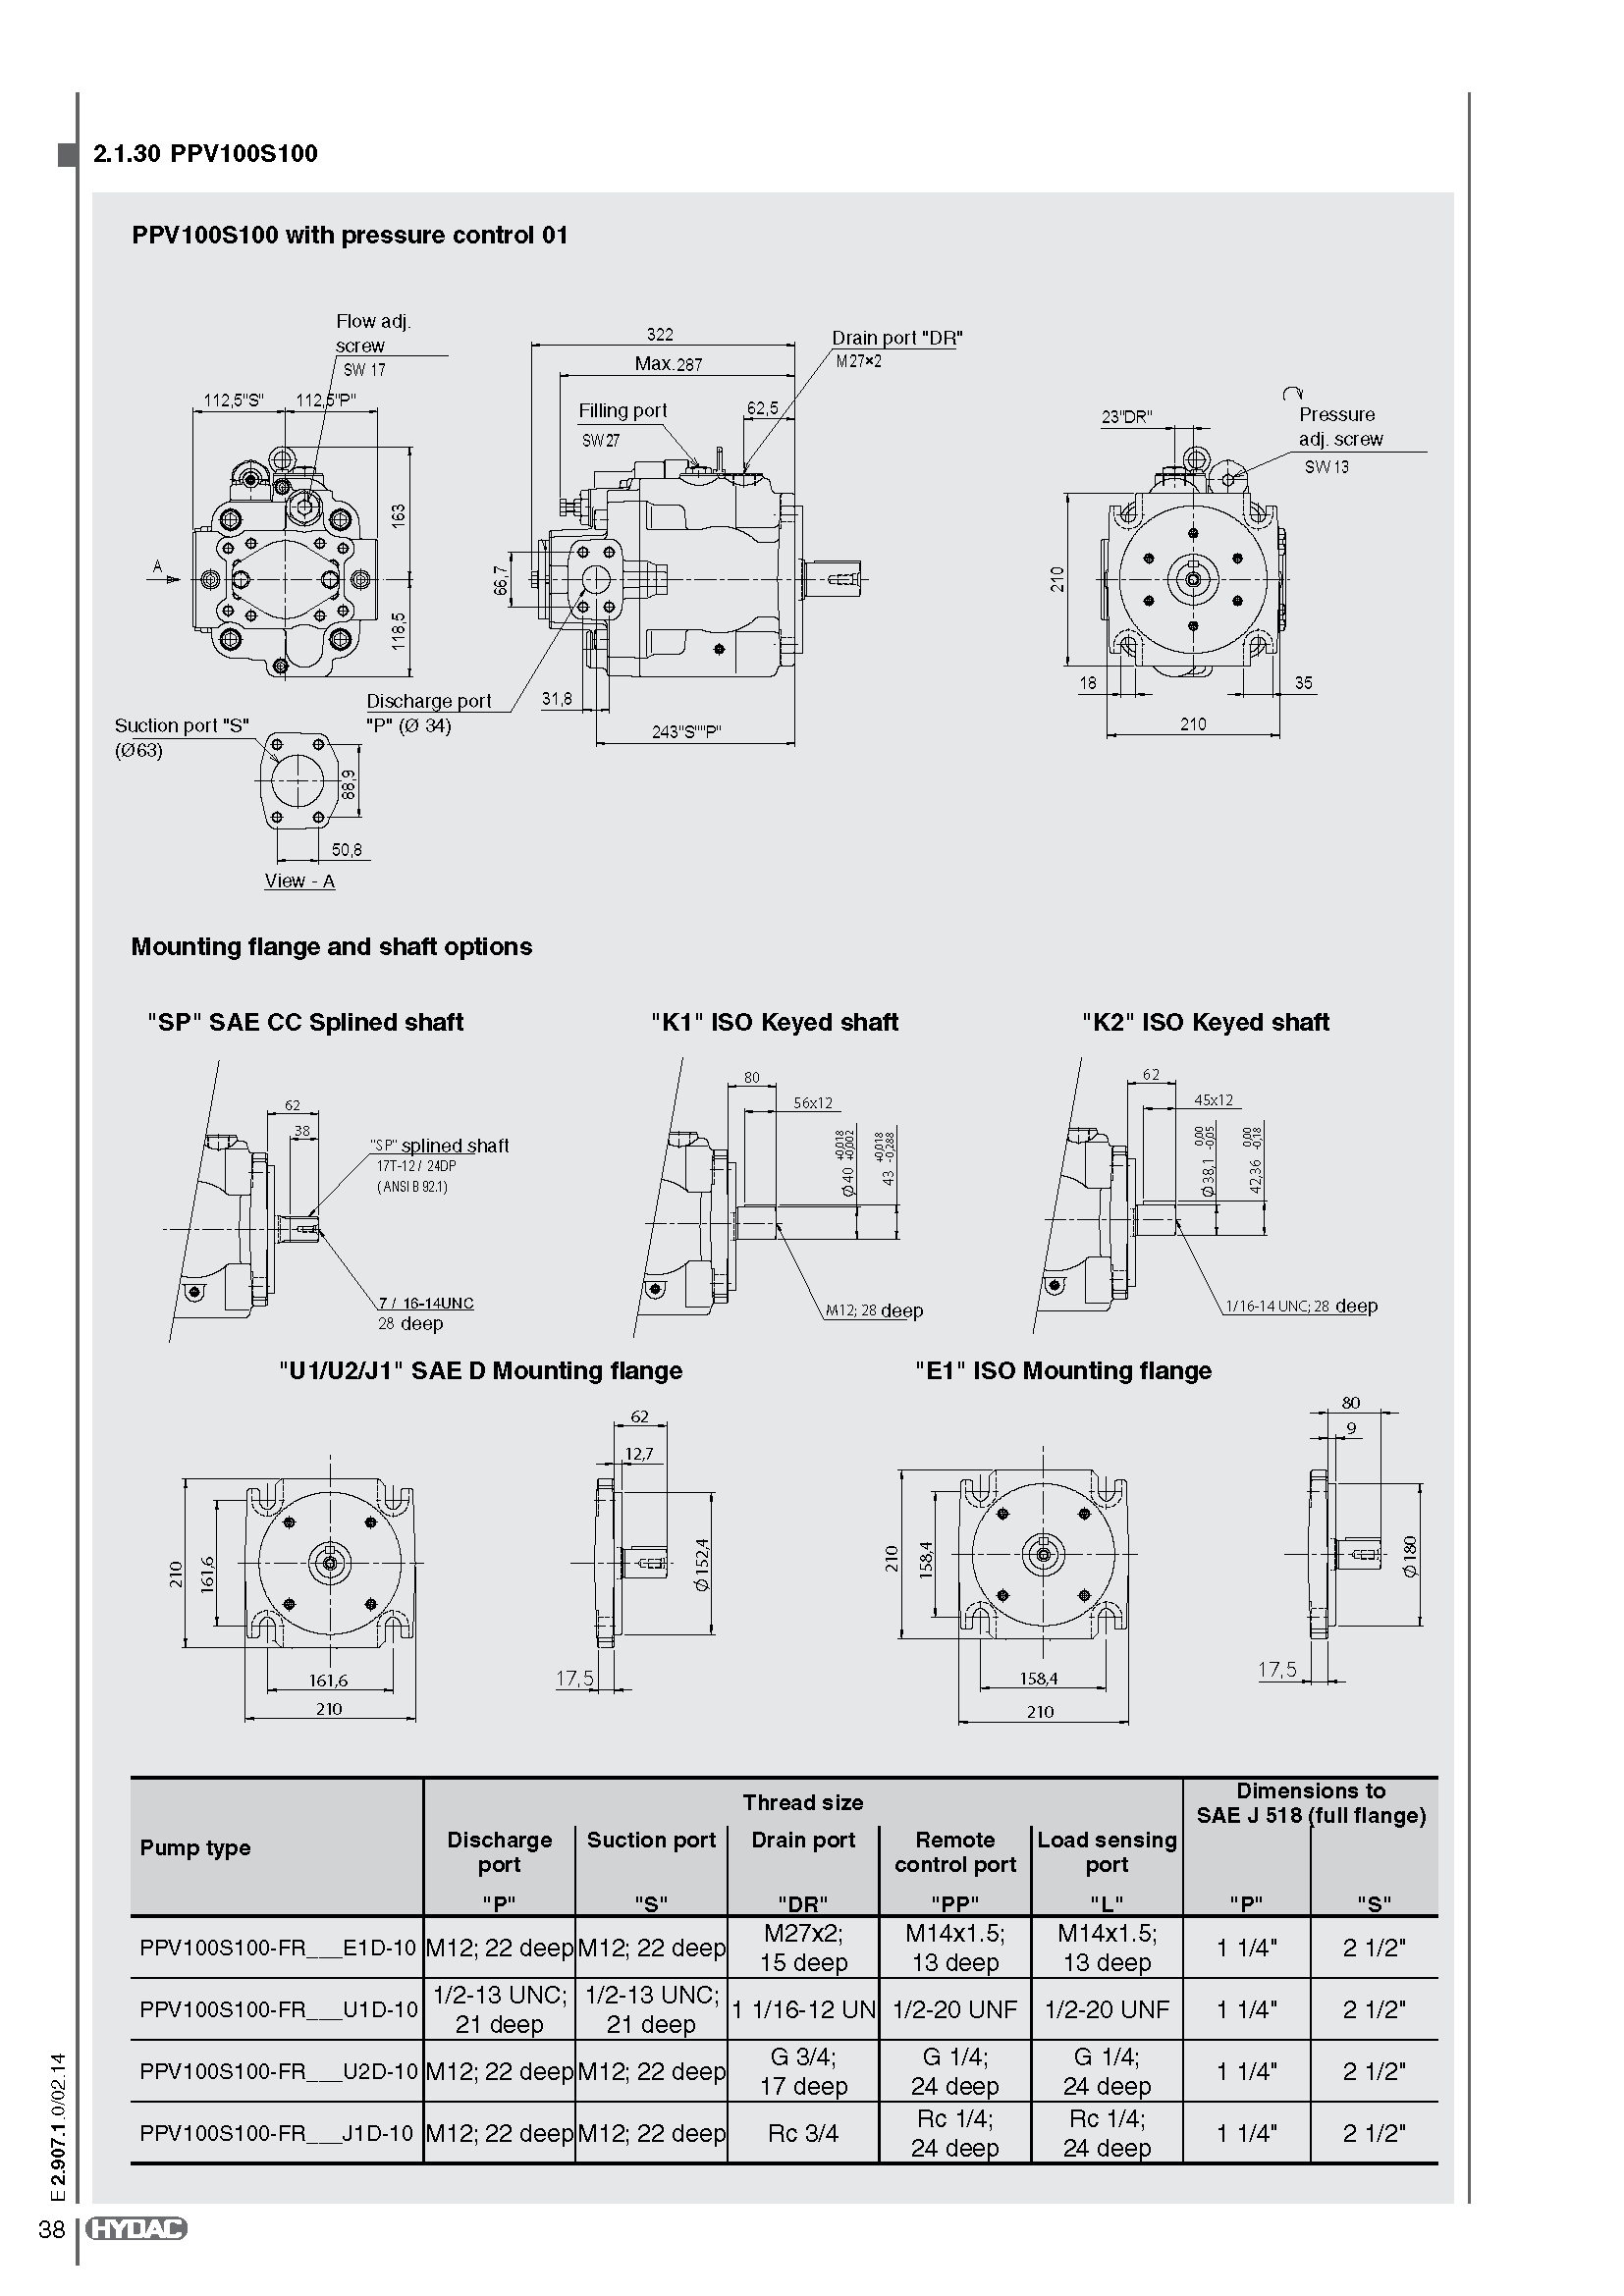 2.1.30 PPV100S100
PPV100S100 with pressure control 01
Flow adj.
screw
SW 17
112,5"S"
112,5"P"
163
118,5
A
322
Max.287
Filling port
SW27
62,5
Drain port "DR"
M27×2
66,7
31,8
243"S""P"
Discharge port
"P" (Ø 34)
Suction port "S"
(Ø63)
88,9
50,8
View - A
23"DR"
Pressure
adj. screw
SW 13
210
18
35
210
Mounting flange and shaft options
"SP" SAE CC Splined shaft
62
38
"SP" splined shaft
17T-12 / 24DP
( ANSI B 92.1)
7 / 16-14UNC
28 deep
"K1" ISO Keyed shaft
80
56x12
Ø40 +0,018 +0,002
43 +0,018 -0,288
M12; 28 deep
"K2" ISO Keyed shaft
62
45x12
Ø38,1 0,00 -0,05
42,36 0,00 -0,18
1/16-14 UNC; 28 deep
"U1/U2/J1" SAE D Mounting flange
210
161,6
161,6
210
62
12,7
Ø152,4
17,5
"E1" ISO Mounting flange
210
158,4
158,4
210
80
9
Ø180
17,5
Pump type
Thread size
Dimensions to
SAE J 518 (full flange)
Discharge port "P"
Suction port "S"
Drain port "DR"
Remote control port "PP"
Load sensing port "L"
"P"
"S"
PPV100S100-FR___E1D-10 M12; 22 deep M12; 22 deep M27x2; 15 deep M14x1.5; 13 deep M14x1.5; 13 deep 1 1/4" 2 1/2"
PPV100S100-FR___U1D-10 1/2-13 UNC; 21 deep 1/2-13 UNC; 21 deep 1 1/16-12 UN 1/2-20 UNF 1/2-20 UNF 1 1/4" 2 1/2"
PPV100S100-FR___U2D-10 M12; 22 deep M12; 22 deep G 3/4; 17 deep G 1/4; 24 deep G 1/4; 24 deep 1 1/4" 2 1/2"
PPV100S100-FR___J1D-10 M12; 22 deep M12; 22 deep Rc 3/4 Rc 1/4; 24 deep Rc 1/4; 24 deep 1 1/4" 2 1/2"
E 2.907.1.0/02.14
38
HYDAC